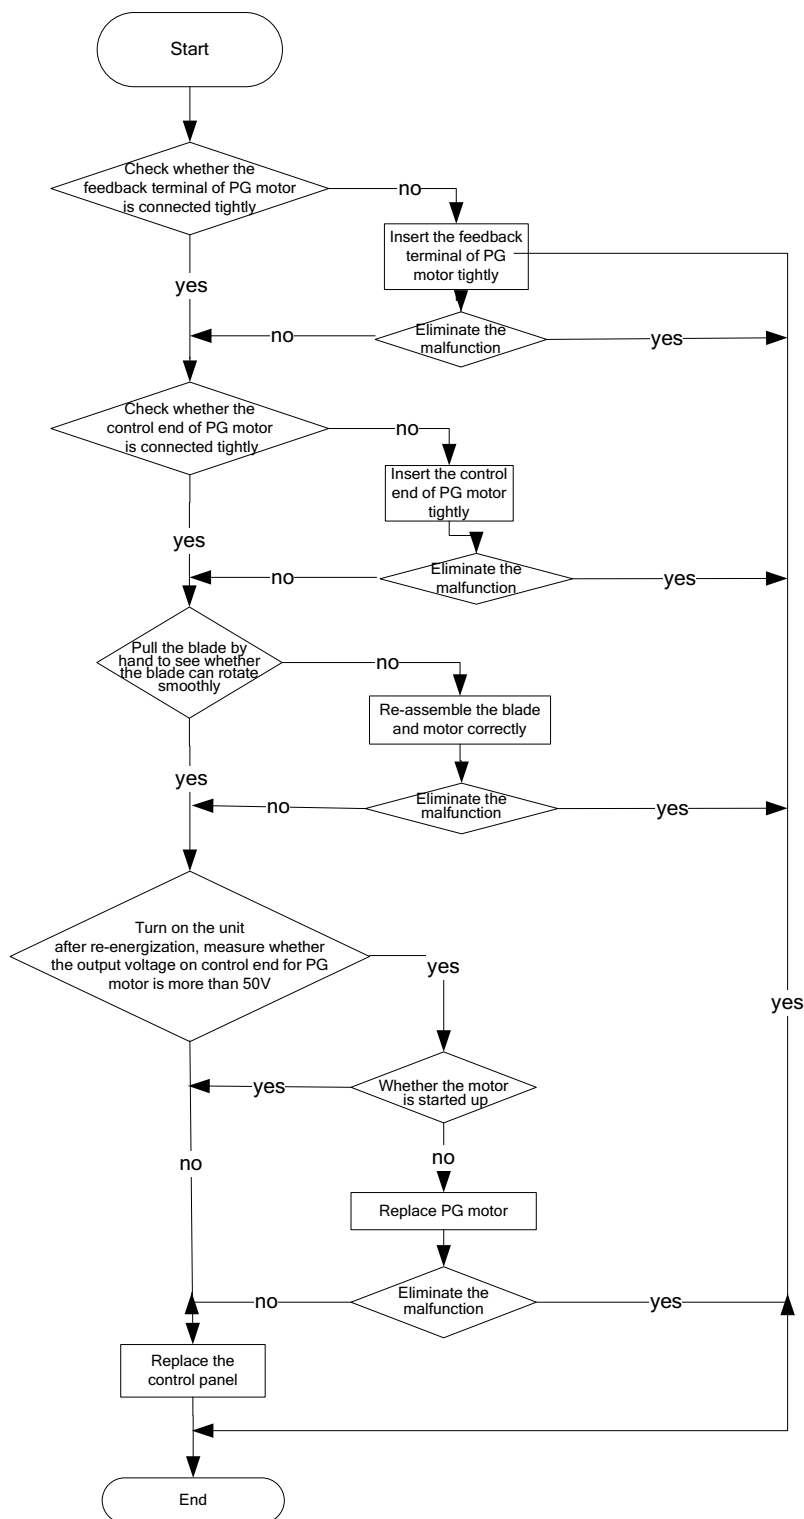 Start
Check whether the
feedback terminal of PG motor
is connected tightly
no
Insert the feedback
terminal of PG
motor tightly
yes
Eliminate the
malfunction
no
yes
Check whether the
control end of PG motor
is connected tightly
no
Insert the control
end of PG motor
tightly
yes
Eliminate the
malfunction
no
yes
Pull the blade by
hand to see whether
the blade can rotate
smoothly
no
Re-assemble the blade
and motor correctly
yes
Eliminate the
malfunction
no
yes
Turn on the unit
after re-energization, measure whether
the output voltage on control end for PG
motor is more than 50V
yes
yes
Whether the motor
is started up
yes
no
no
Replace PG motor
Eliminate the
malfunction
no
yes
Replace the
control panel
End